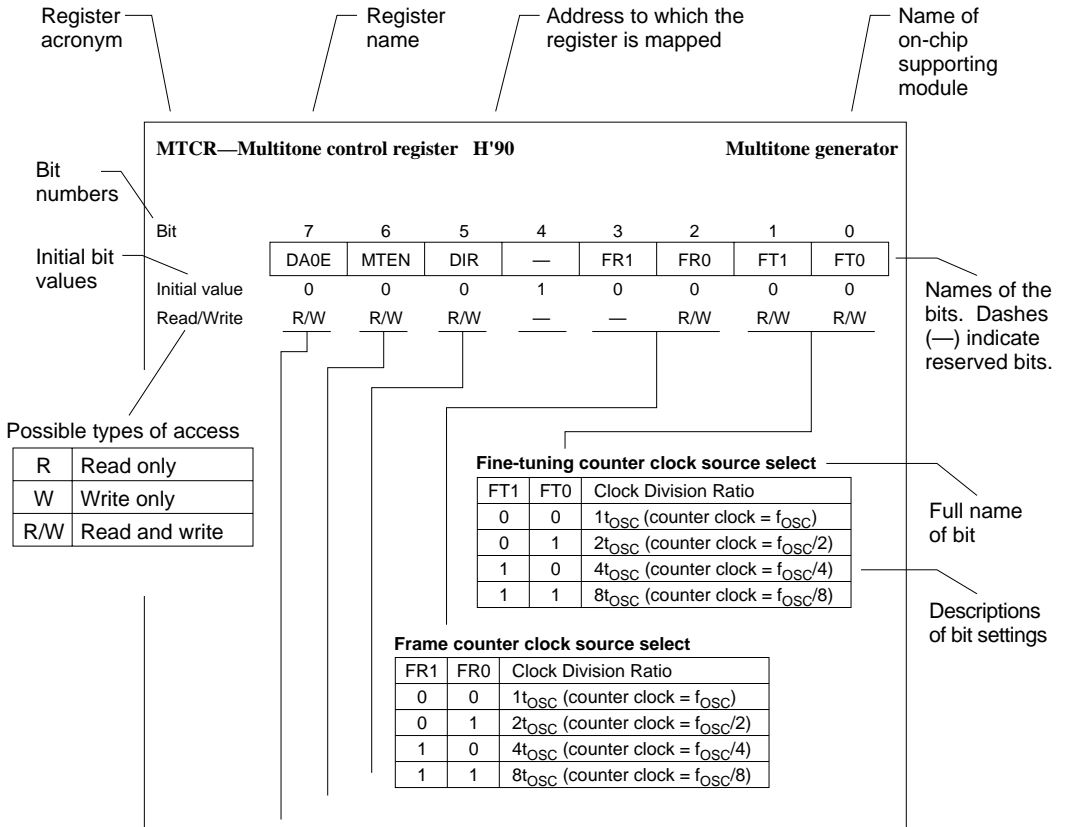 Register
acronym
Register
name
Address to which the
register is mapped
Name of
on-chip
supporting
module
MTCR—Multitone control register H'90 Multitone generator
Bit
numbers
Bit 7 6 5 4 3 2 1 0
Initial bit
values
DA0E MTEN DIR — FR1 FR0 FT1 FT0
Initial value 0 0 0 1 0 0 0 0
Read/Write R/W R/W R/W — — R/W R/W R/W
Names of the
bits. Dashes
(—) indicate
reserved bits.
Possible types of access
R Read only
W Write only
R/W Read and write
Fine-tuning counter clock source select
FT1 FT0 Clock Division Ratio
0 0 1tOSC (counter clock = fOSC)
0 1 2tOSC (counter clock = fOSC/2)
1 0 4tOSC (counter clock = fOSC/4)
1 1 8tOSC (counter clock = fOSC/8)
Full name
of bit
Descriptions
of bit settings
Frame counter clock source select
FR1 FR0 Clock Division Ratio
0 0 1tOSC (counter clock = fOSC)
0 1 2tOSC (counter clock = fOSC/2)
1 0 4tOSC (counter clock = fOSC/4)
1 1 8tOSC (counter clock = fOSC/8)